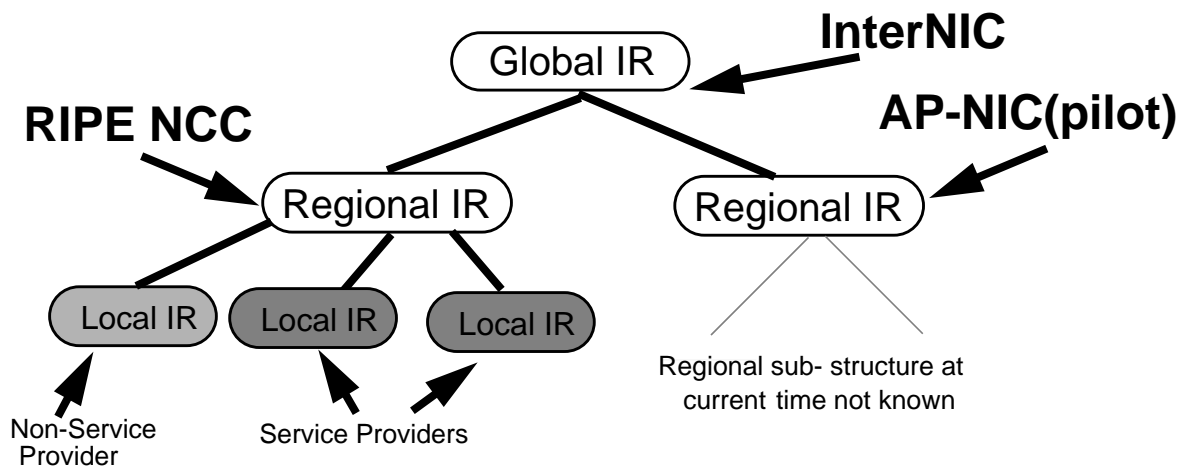 InterNIC
Global IR
RIPE NCC
AP-NIC(pilot)
Regional IR
Regional IR
Local IR
Local IR
Local IR
Regional sub- structure at
current time not known
Non-Service
Provider
Service Providers